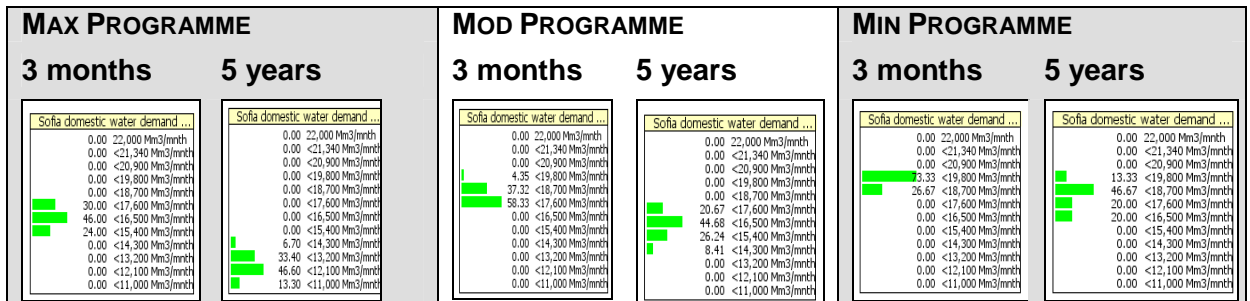 MAX PROGRAMME
3 months 5 years
Sofia domestic water demand ...
0.00 22,000 Mm3/mnth
0.00 <21,340 Mm3/mnth
0.00 <20,900 Mm3/mnth
0.00 <19,800 Mm3/mnth
0.00 <18,700 Mm3/mnth
30.00 <17,600 Mm3/mnth
46.00 <16,500 Mm3/mnth
24.00 <15,400 Mm3/mnth
0.00 <14,300 Mm3/mnth
0.00 <13,200 Mm3/mnth
0.00 <12,100 Mm3/mnth
0.00 <11,000 Mm3/mnth
Sofia domestic water demand ...
0.00 22,000 Mm3/mnth
0.00 <21,340 Mm3/mnth
0.00 <20,900 Mm3/mnth
0.00 <19,800 Mm3/mnth
0.00 <18,700 Mm3/mnth
0.00 <17,600 Mm3/mnth
0.00 <16,500 Mm3/mnth
0.00 <15,400 Mm3/mnth
6.70 <14,300 Mm3/mnth
33.40 <13,200 Mm3/mnth
46.60 <12,100 Mm3/mnth
13.30 <11,000 Mm3/mnth
MOD PROGRAMME
3 months 5 years
Sofia domestic water demand ...
0.00 22,000 Mm3/mnth
0.00 <21,340 Mm3/mnth
0.00 <20,900 Mm3/mnth
4.35 <19,800 Mm3/mnth
37.32 <18,700 Mm3/mnth
58.33 <17,600 Mm3/mnth
0.00 <16,500 Mm3/mnth
0.00 <15,400 Mm3/mnth
0.00 <14,300 Mm3/mnth
0.00 <13,200 Mm3/mnth
0.00 <12,100 Mm3/mnth
0.00 <11,000 Mm3/mnth
Sofia domestic water demand ...
0.00 22,000 Mm3/mnth
0.00 <21,340 Mm3/mnth
0.00 <20,900 Mm3/mnth
0.00 <19,800 Mm3/mnth
0.00 <18,700 Mm3/mnth
20.67 <17,600 Mm3/mnth
44.68 <16,500 Mm3/mnth
26.24 <15,400 Mm3/mnth
8.41 <14,300 Mm3/mnth
0.00 <13,200 Mm3/mnth
0.00 <12,100 Mm3/mnth
0.00 <11,000 Mm3/mnth
MIN PROGRAMME
3 months 5 years
Sofia domestic water demand ...
0.00 22,000 Mm3/mnth
0.00 <21,340 Mm3/mnth
0.00 <20,900 Mm3/mnth
73.33 <19,800 Mm3/mnth
26.67 <18,700 Mm3/mnth
0.00 <17,600 Mm3/mnth
0.00 <16,500 Mm3/mnth
0.00 <15,400 Mm3/mnth
0.00 <14,300 Mm3/mnth
0.00 <13,200 Mm3/mnth
0.00 <12,100 Mm3/mnth
0.00 <11,000 Mm3/mnth
Sofia domestic water demand ...
0.00 22,000 Mm3/mnth
0.00 <21,340 Mm3/mnth
0.00 <20,900 Mm3/mnth
13.33 <19,800 Mm3/mnth
46.67 <18,700 Mm3/mnth
20.00 <17,600 Mm3/mnth
20.00 <16,500 Mm3/mnth
0.00 <15,400 Mm3/mnth
0.00 <14,300 Mm3/mnth
0.00 <13,200 Mm3/mnth
0.00 <12,100 Mm3/mnth
0.00 <11,000 Mm3/mnth